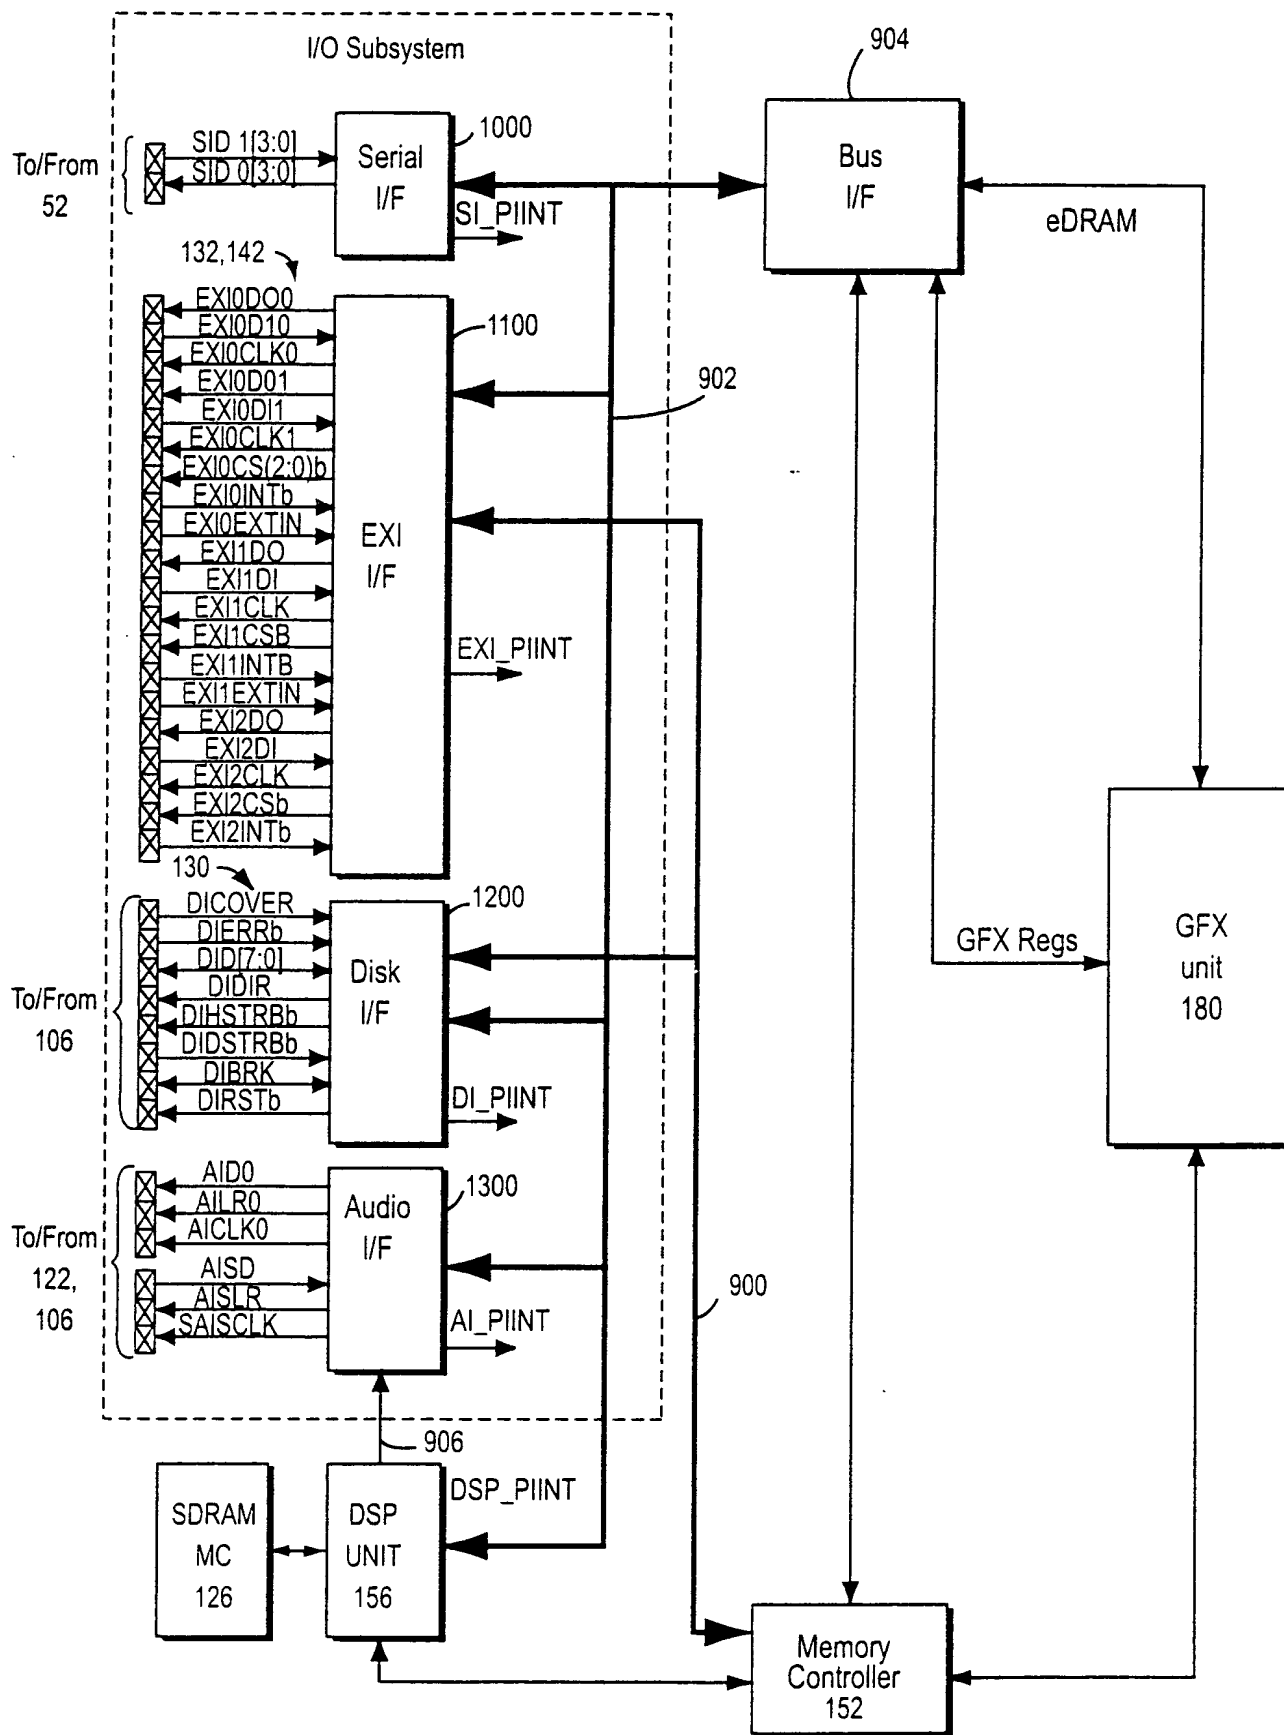 I/O Subsystem
904
SID 1[3:0]
SID 0[3:0]
To/From
52
Serial
I/F
1000
SI_PIINT
Bus
I/F
eDRAM
132,142
EXI0DO0
EXI0D10
EXI0CLK0
EXI0D01
EXI0DI1
EXI0CLK1
EXI0CS(2:0)b
EXI0INTb
EXI0EXTIN
EXI1DO
EXI1DI
EXI1CLK
EXI1CSB
EXI1INTB
EXI1EXTIN
EXI2DO
EXI2DI
EXI2CLK
EXI2CSb
EXI2INTb
EXI
I/F
1100
902
EXI_PIINT
130
To/From
106
DICOVER
DIERRb
DID[7:0]
DIDIR
DIHSTRBb
DIDSTRBb
DIBRK
DIRSTb
Disk
I/F
1200
DI_PIINT
GFX Regs
GFX
unit
180
To/From
122,
106
AID0
AILR0
AICLK0
AISD
AISLR
SAISCLK
Audio
I/F
1300
AI_PIINT
900
906
SDRAM
MC
126
DSP
UNIT
156
DSP_PIINT
Memory
Controller
152